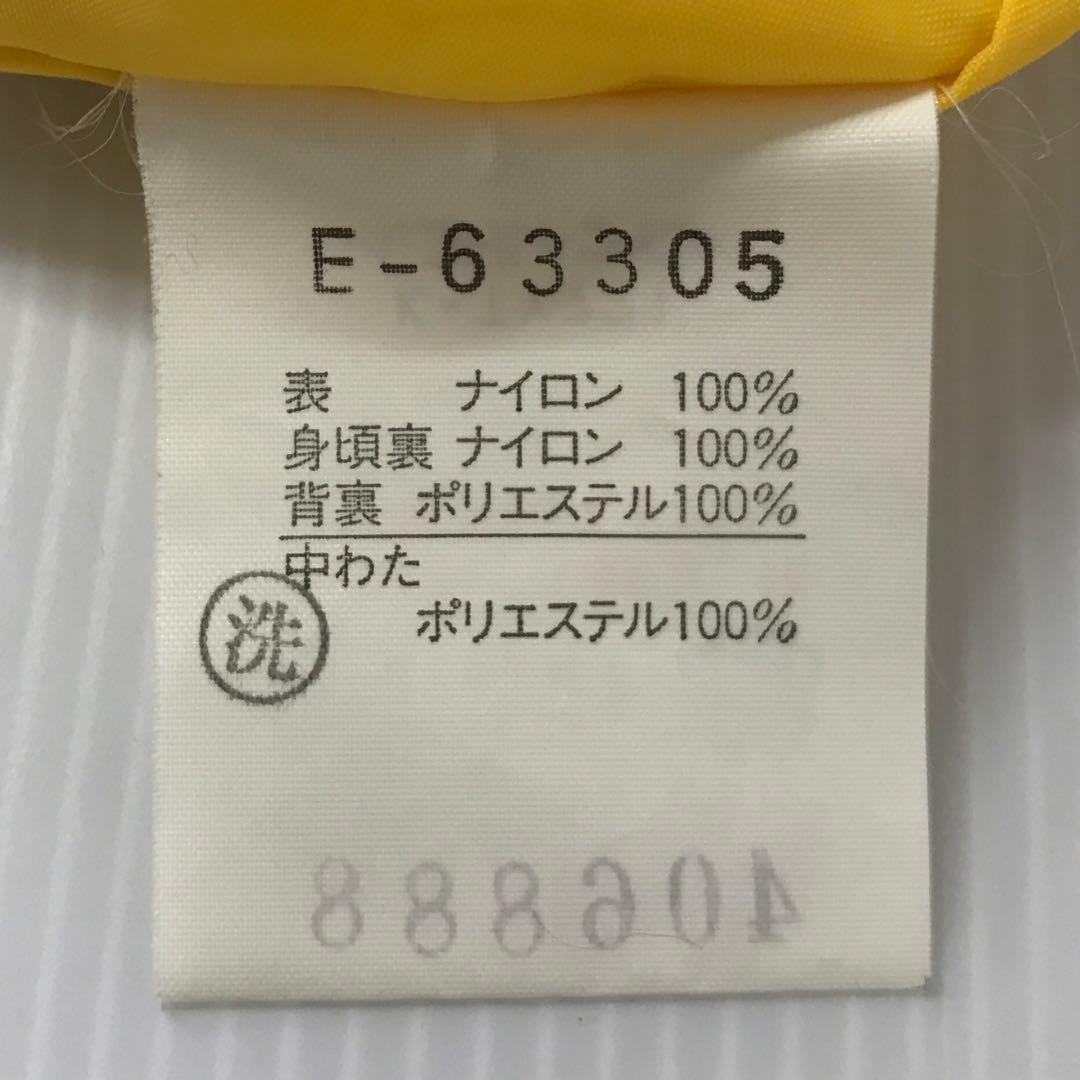 E-63305
表 ナイロン 100%
身頃裏 ナイロン 100%
背裏 ポリエステル100%
中わた
洗
ポリエステル100%
406888